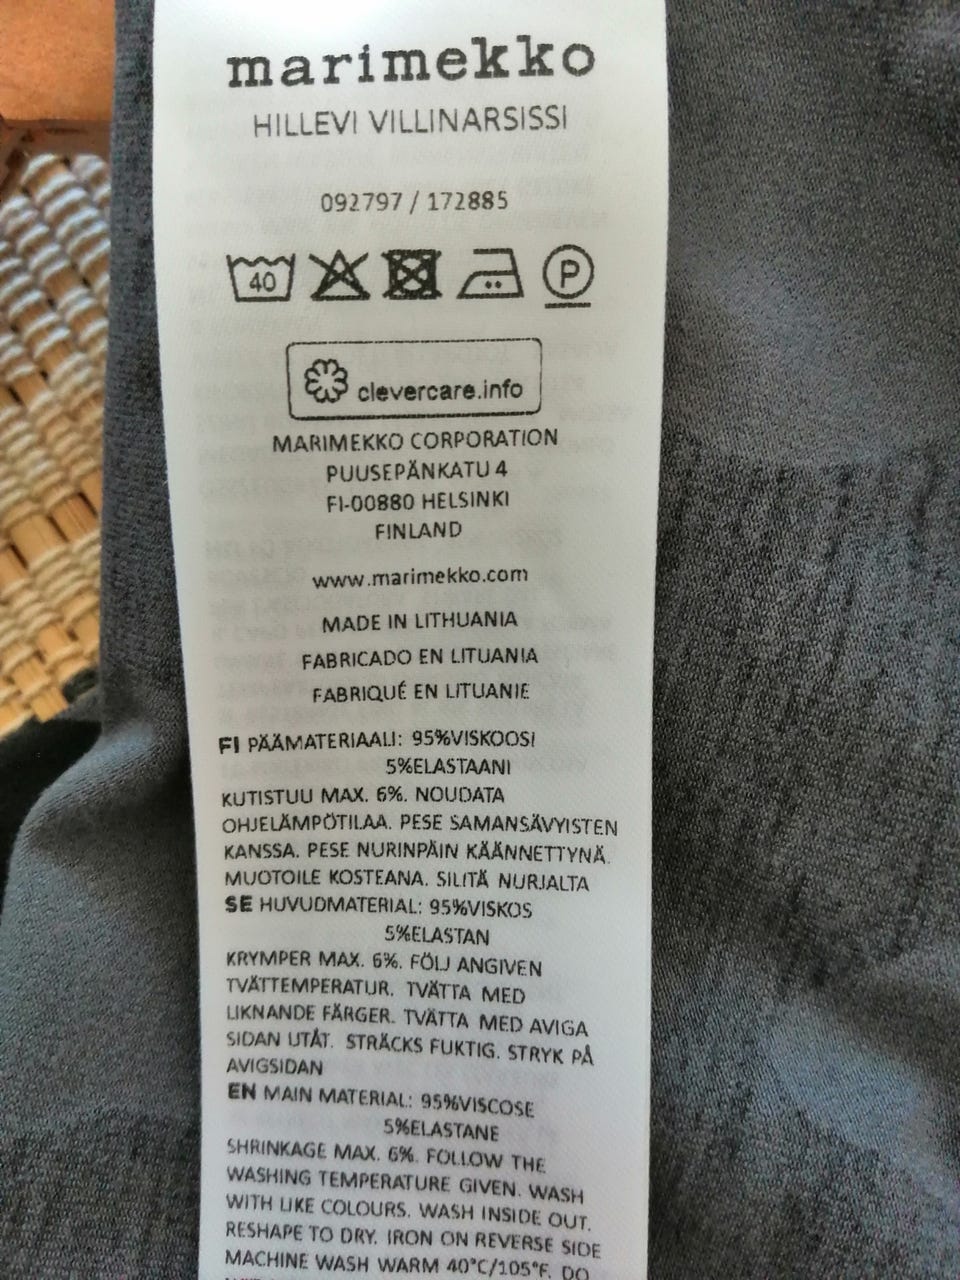 marimekko
HILLEVI VILLINARSISSI
092797 / 172885
40 P
clevercare.info
MARIMEKKO CORPORATION
PUUSEPÄNKATU 4
FI-00880 HELSINKI
FINLAND
www.marimekko.com
MADE IN LITHUANIA
FABRICADO EN LITUANIA
FABRIQUÉ EN LITUANIE
FI PÄÄMATERIAALI: 95%VISKOOSI
5%ELASTAANI
KUTISTUU MAX. 6%. NOUDATA
OHJELÄMPÖTILAA. PESE SAMANSÄVYISTEN
KANSSA. PESE NURINPÄIN KÄÄNNETTYNÄ.
MUOTOILE KOSTEANA. SILITÄ NURJALTA
SE HUVUDMATERIAL: 95%VISKOS
5%ELASTAN
KRYMPER MAX. 6%. FÖLJ ANGIVEN
TVÄTTEMPERATUR. TVÄTTA MED
LIKNANDE FÄRGER. TVÄTTA MED AVIGA
SIDAN UTÅT. STRÄCKS FUKTIG. STRYK PÅ
AVIGSIDAN
EN MAIN MATERIAL: 95%VISCOSE
5%ELASTANE
SHRINKAGE MAX. 6%. FOLLOW THE
WASHING TEMPERATURE GIVEN. WASH
WITH LIKE COLOURS. WASH INSIDE OUT.
RESHAPE TO DRY. IRON ON REVERSE SIDE
MACHINE WASH WARM 40°C/105°F. DO